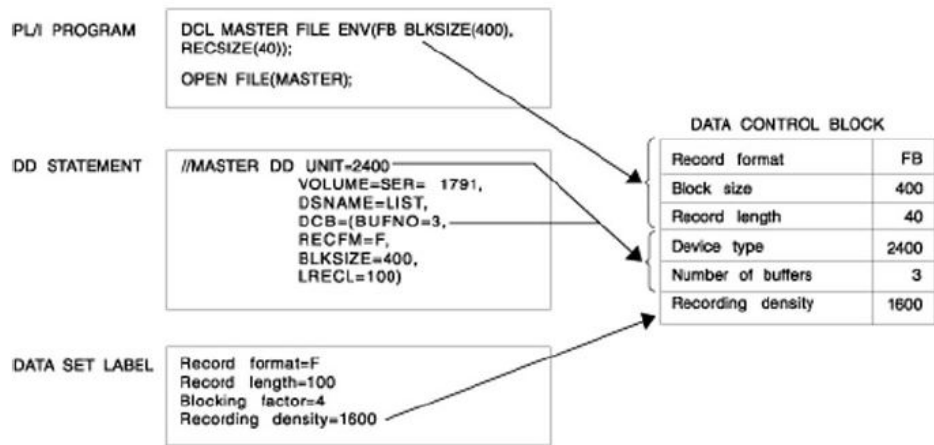 PL/I PROGRAM
DCL MASTER FILE ENV(FB BLKSIZE(400),
RECSIZE(40));
OPEN FILE(MASTER);
DATA CONTROL BLOCK
Record format FB
Block size 400
Record length 40
Device type 2400
Number of buffers 3
Recording density 1600
DD STATEMENT
//MASTER DD UNIT=2400
VOLUME=SER= 1791,
DSNAME=LIST,
DCB=(BUFNO=3,
RECFM=F,
BLKSIZE=400,
LRECL=100)
DATA SET LABEL
Record format=F
Record length=100
Blocking factor=4
Recording density=1600